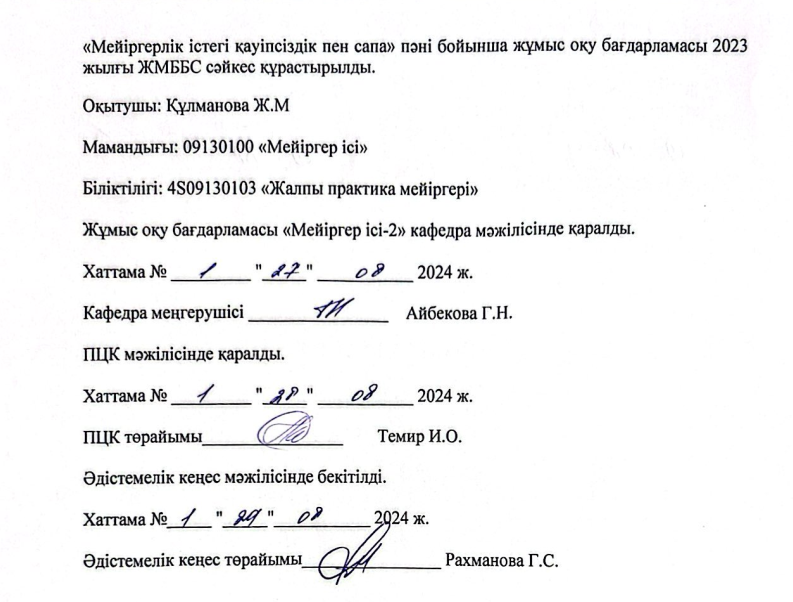 «Мейіргерлік істегі қауіпсіздік пен сапа» пәні бойынша жұмыс оқу бағдарламасы 2023
жылғы ЖМББС сәйкес құрастырылды.
Оқытушы: Құлманова Ж.М
Мамандығы: 09130100 «Мейіргер ісі»
Біліктілігі: 4S09130103 «Жалпы практика мейіргері»
Жұмыс оқу бағдарламасы «Мейіргер ісі-2» кафедра мәжілісінде қаралды.
Хаттама № 1 "27" 08 2024 ж.
Кафедра меңгерушісі Айбекова Г.Н.
ПЦК мәжілісінде қаралды.
Хаттама № 1 "28" 08 2024 ж.
ПЦК төрайымы Темир И.О.
Әдістемелік кеңес мәжілісінде бекітілді.
Хаттама № 1 "29" 08 2024 ж.
Әдістемелік кеңес төрайымы Рахманова Г.С.